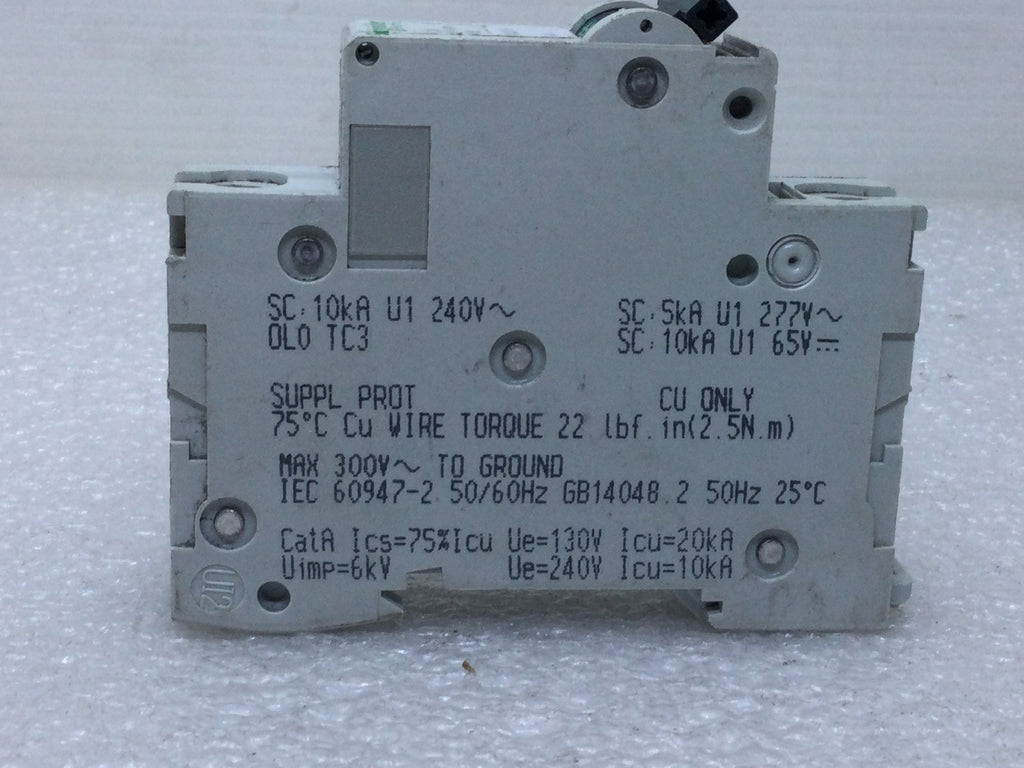 SC:10kA U1 240V~ SC:5kA U1 277V~
OL0 TC3 SC:10kA U1 65V⎓
SUPPL PROT CU ONLY
75°C Cu WIRE TORQUE 22 lbf.in(2.5N.m)
MAX 300V~ TO GROUND
IEC 60947-2 50/60Hz GB14048.2 50Hz 25°C
CatA Ics=75%Icu Ue=130V Icu=20kA
Uimp=6kV Ue=240V Icu=10kA